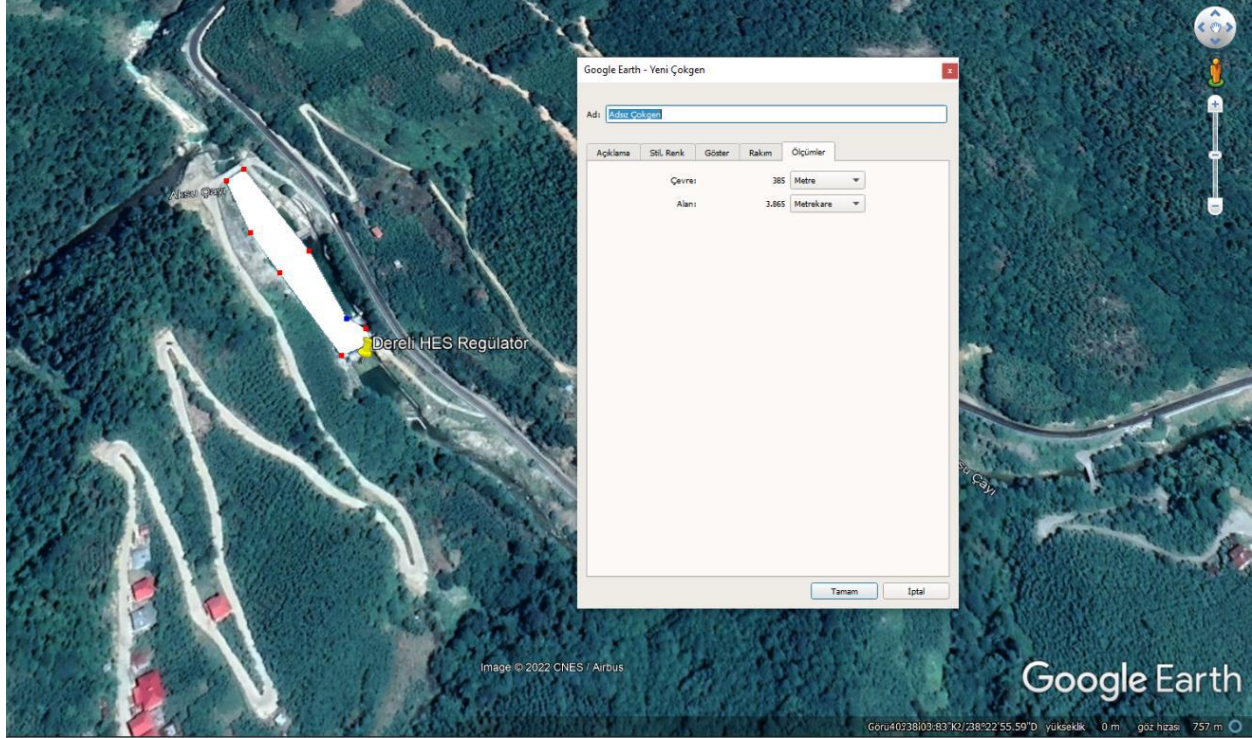 Google Earth - Yeni Çokgen
x
Adı: Adsız Çokgen
Açıklama Stil, Renk Göster Rakım Ölçümler
Çevre: 385 Metre
Alan: 3.865 Metrekare
Tamam İptal
Aksu Çayı
Dereli HES Regülatör
su Çayı
Image © 2022 CNES / Airbus
Google Earth
yükseklik 0 m göz hizası 757 m